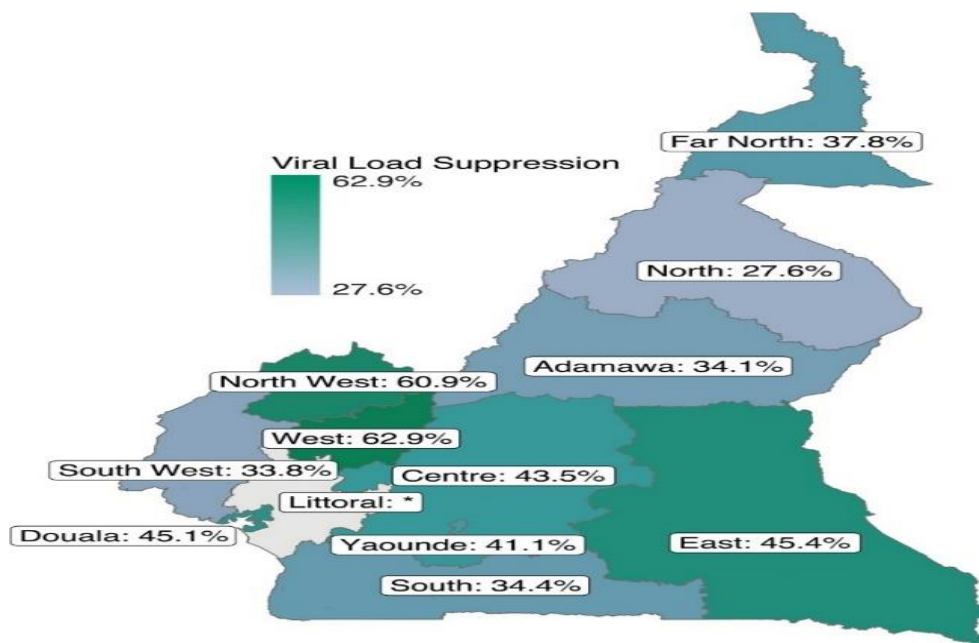 Far North: 37.8%
Viral Load Suppression
62.9%
27.6%
North: 27.6%
Adamawa: 34.1%
North West: 60.9%
West: 62.9%
South West: 33.8%
Centre: 43.5%
Littoral: *
Douala: 45.1%
Yaounde: 41.1%
East: 45.4%
South: 34.4%